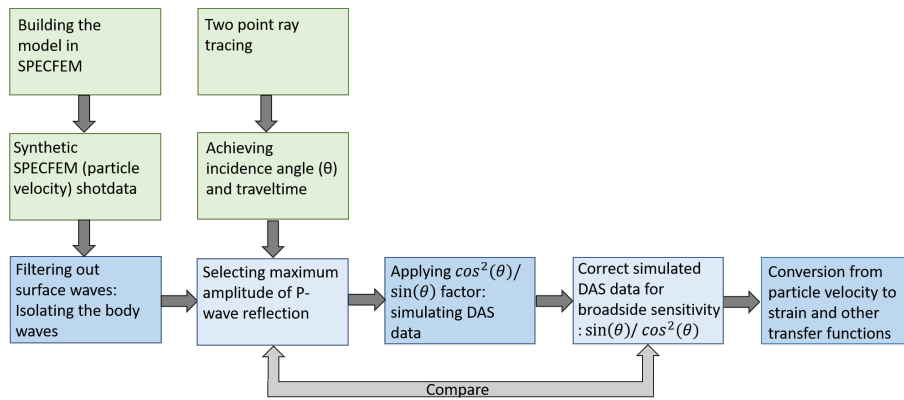 Building the
model in
SPECFEM
Two point ray
tracing
Synthetic
SPECFEM (particle
velocity) shotdata
Achieving
incidence angle (θ)
and traveltime
Filtering out
surface waves:
Isolating the body
waves
Selecting maximum
amplitude of P-
wave reflection
Applying cos²(θ)/
sin(θ) factor:
simulating DAS
data
Correct simulated
DAS data for
broadside sensitivity
: sin(θ)/ cos²(θ)
Conversion from
particle velocity to
strain and other
transfer functions
Compare